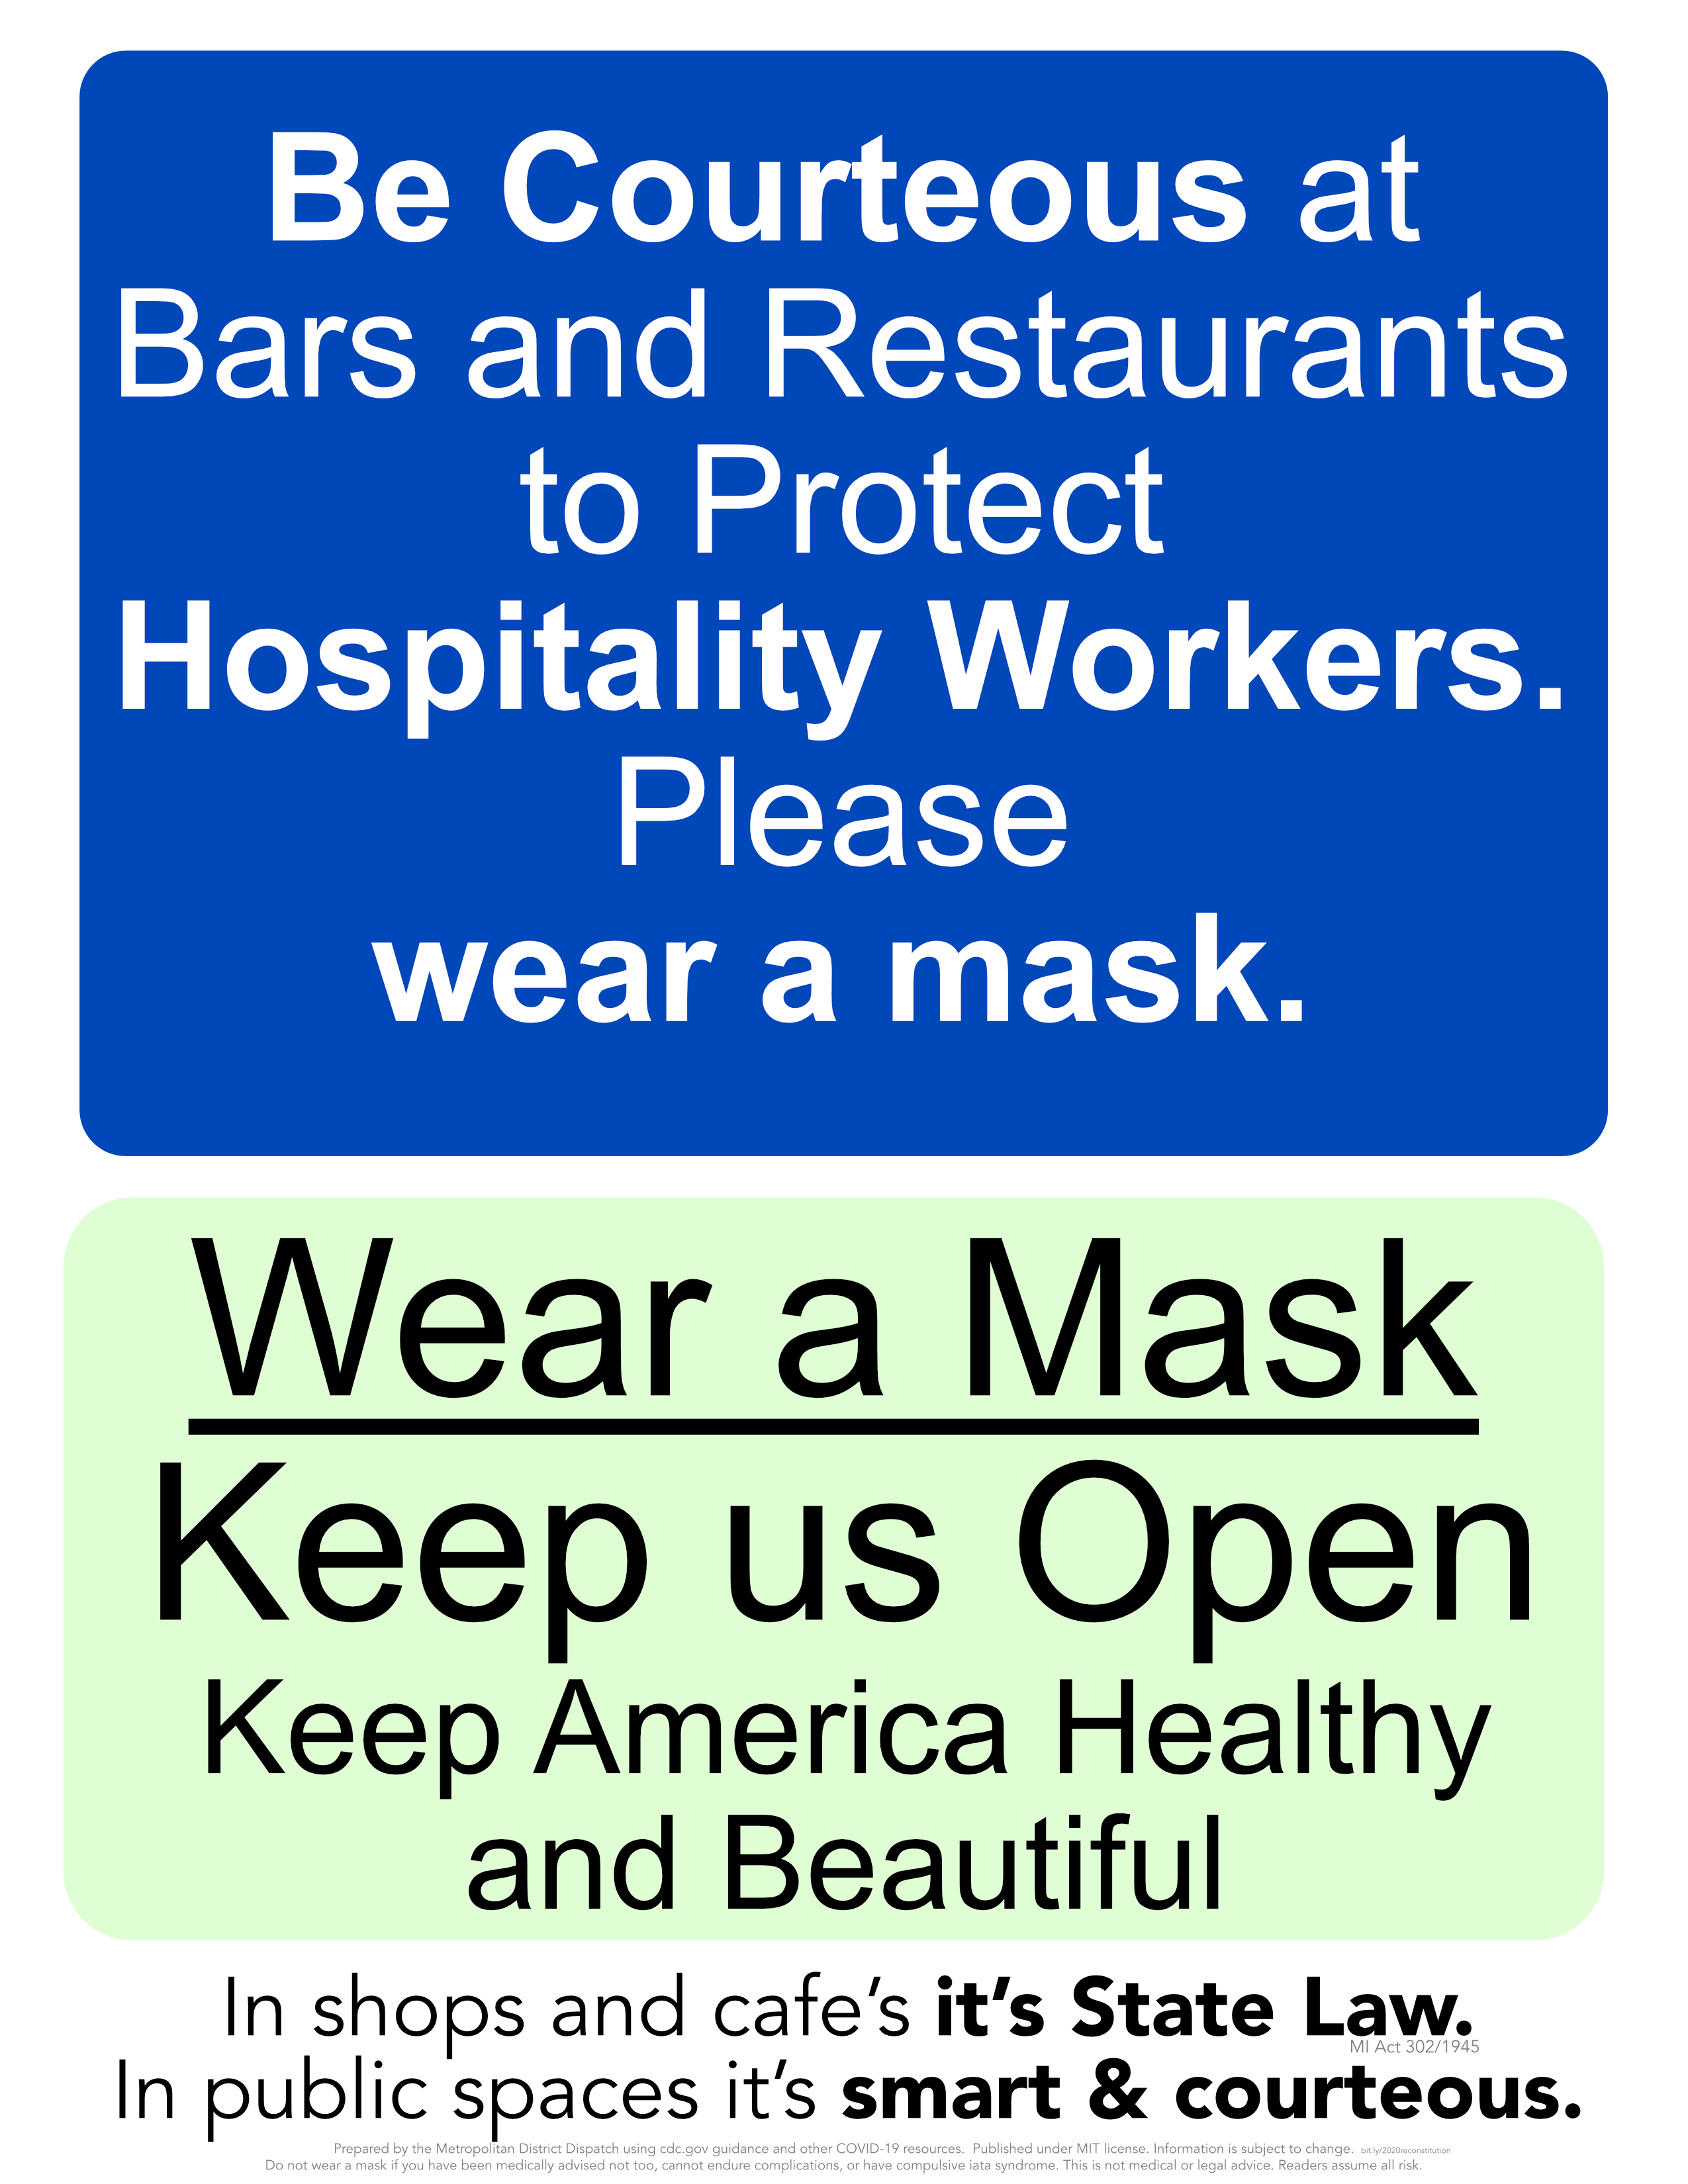 Be Courteous at
Bars and Restaurants
to Protect
Hospitality Workers.
Please
wear a mask.
Wear a Mask
Keep us Open
Keep America Healthy
and Beautiful
In shops and cafe’s it’s State Law.
MI Act 302/1945
In public spaces it’s smart & courteous.
Prepared by the Metropolitan District Dispatch using cdc.gov guidance and other COVID-19 resources. Published under MIT license. Information is subject to change. bit.ly/2020reconstitution
Do not wear a mask if you have been medically advised not too, cannot endure complications, or have compulsive iata syndrome. This is not medical or legal advice. Readers assume all risk.